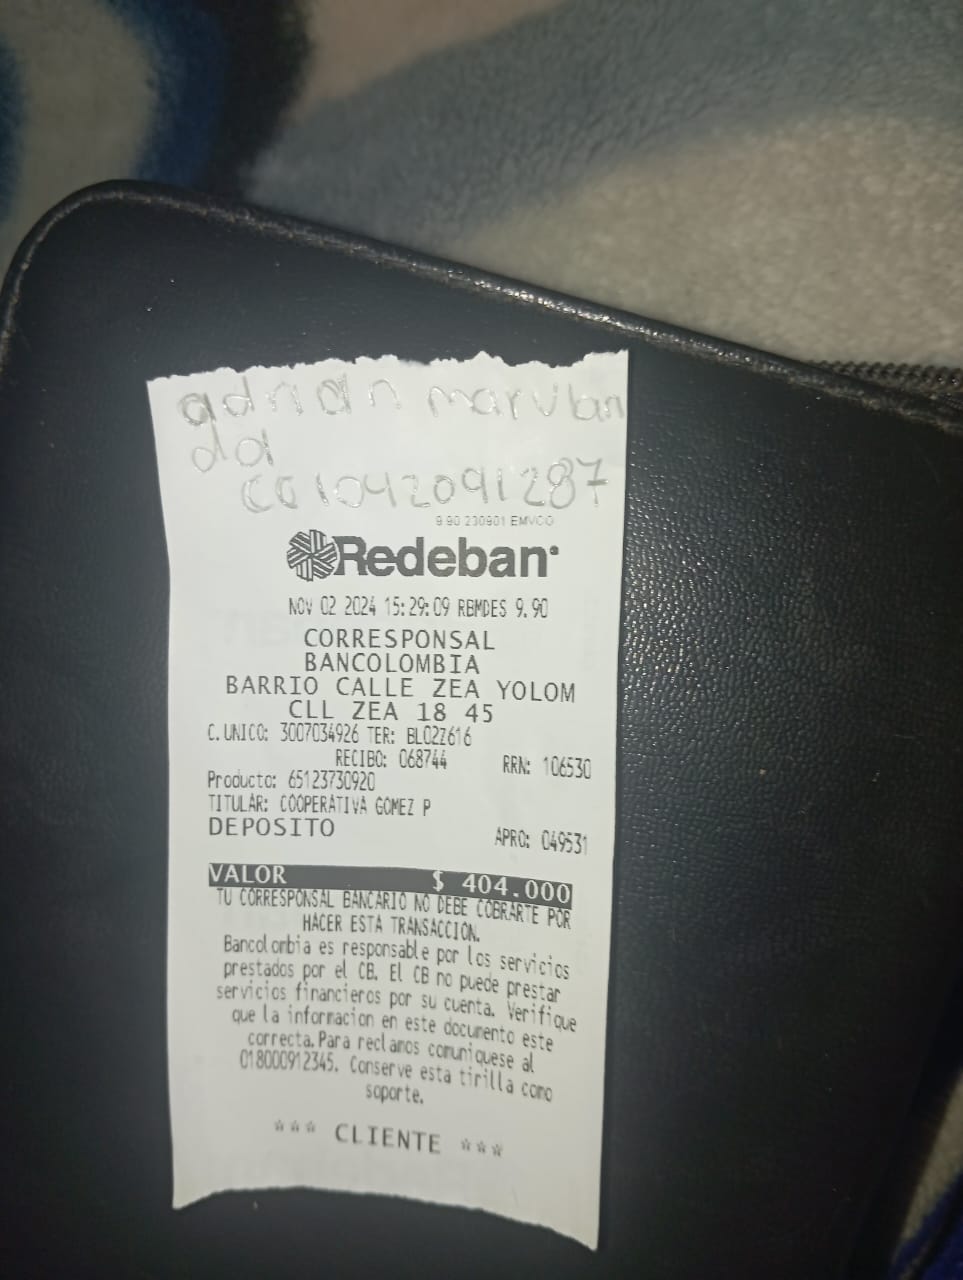 adrian marulan
da
CC 1042091287
9.90 230901 EMVCO
Redeban
NOV 02 2024 15:29:09 RBMDES 9.90
CORRESPONSAL
BANCOLOMBIA
BARRIO CALLE ZEA YOLOM
CLL ZEA 18 45
C.UNICO: 3007034926 TER: BL02Z616
RECIBO: 068744 RRN: 106530
Producto: 65123730920
TITULAR: COOPERATIVA GOMEZ P
DEPOSITO APRO: 049531
VALOR $ 404.000
TU CORRESPONSAL BANCARIO NO DEBE COBRARTE POR
HACER ESTA TRANSACCION.
Bancolombia es responsable por los servicios
prestados por el CB. El CB no puede prestar
servicios financieros por su cuenta. Verifique
que la informacion en este documento este
correcta.Para reclamos comuniquese al
018000912345. Conserve esta tirilla como
soporte.
*** CLIENTE ***